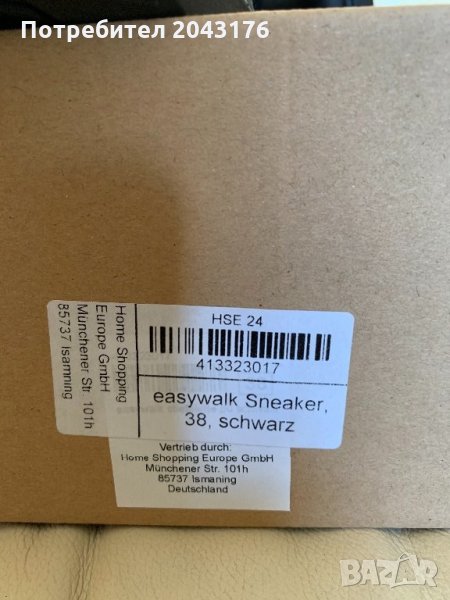 Потребител 2043176
Home Shopping
Europe GmbH
Münchener Str. 101h
85737 Ismaning
HSE 24
413323017
easywalk Sneaker,
38, schwarz
Vertrieb durch:
Home Shopping Europe GmbH
Münchener Str. 101h
85737 Ismaning
Deutschland
BAZAR